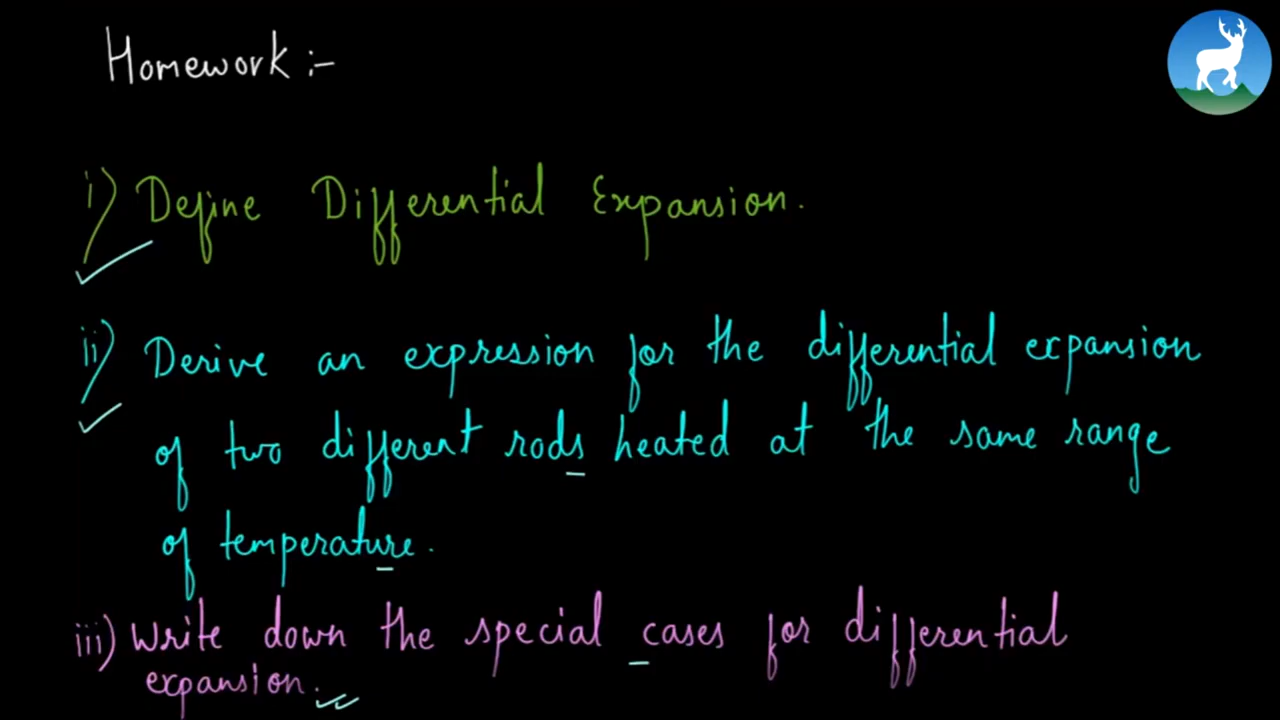 Homework :-
i) Define Differential Expansion.
ii) Derive an expression for the differential expansion
of two different rods heated at the same range
of temperature.
iii) Write down the special cases for differential
expansion.